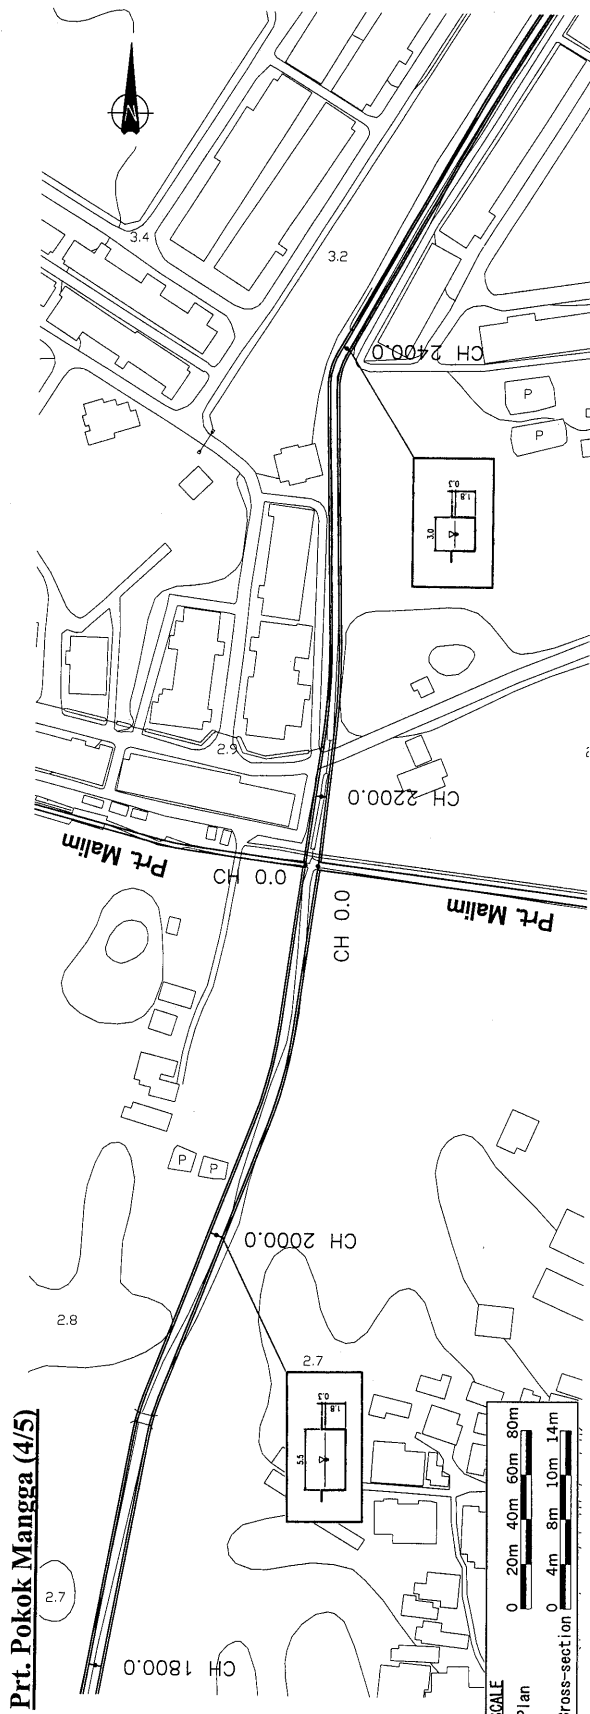 N
3.4
3.2
CH 2400.0
P
P
0.3
1.8
3.0
2.9
CH 2200.0
Prt. Malim
CH 0.0
CH 0.0
Prt. Malim
P
P
CH 2000.0
2.8
2.7
0.3
1.8
5.5
Prt. Pokok Mangga (4/5)
2.7
CH 1800.0
SCALE
Plan
0 20m 40m 60m 80m
Cross-section
0 4m 8m 10m 14m